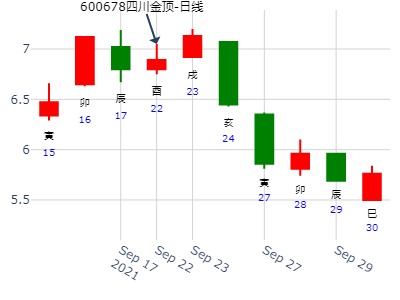 600678四川金顶-日线
7
6.5
6
5.5
寅
15
卯
16
辰
17
酉
22
戌
23
亥
24
寅
27
卯
28
辰
29
巳
30
Sep 17
2021
Sep 22
Sep 23
Sep 27
Sep 29